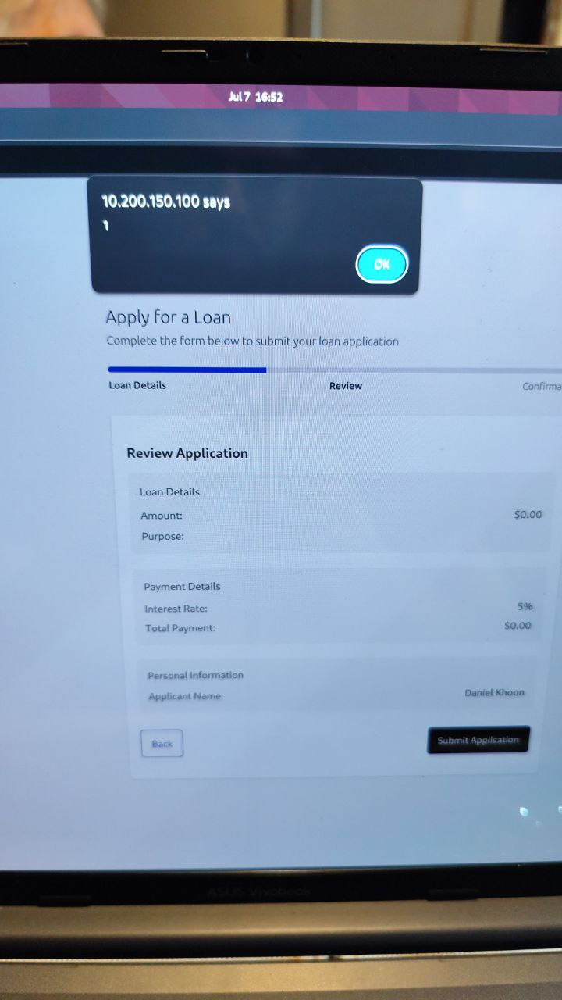 Jul 7 16:52
10.200.150.100 says
1
OK
Apply for a Loan
Complete the form below to submit your loan application
Loan Details
Review
Confirma
Review Application
Loan Details
Amount:
$0.00
Purpose:
Payment Details
Interest Rate:
5%
Total Payment:
$0.00
Personal Information
Applicant Name:
Daniel Khoon
Back
Submit Application
ASUS Vivobook